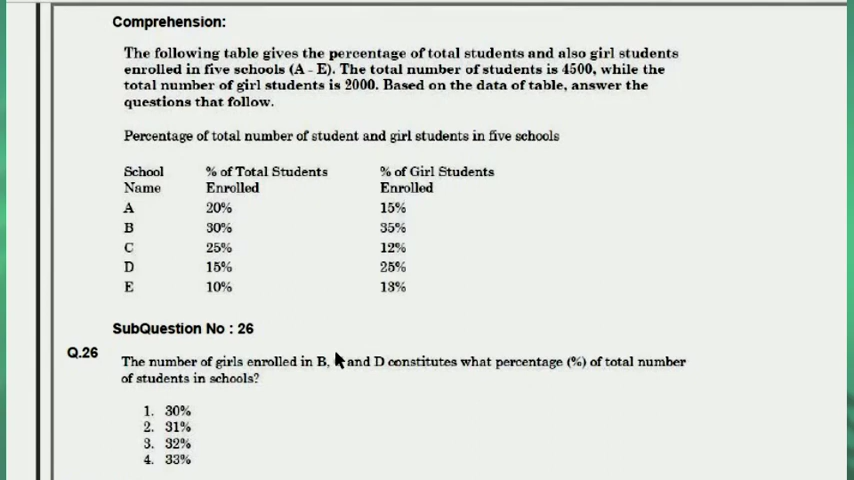 Comprehension:
The following table gives the percentage of total students and also girl students
enrolled in five schools (A - E). The total number of students is 4500, while the
total number of girl students is 2000. Based on the data of table, answer the
questions that follow.
Percentage of total number of student and girl students in five schools
School % of Total Students % of Girl Students
Name Enrolled Enrolled
A 20% 15%
B 30% 35%
C 25% 12%
D 15% 25%
E 10% 13%
SubQuestion No : 26
Q.26 The number of girls enrolled in B, and D constitutes what percentage (%) of total number
of students in schools?
1. 30%
2. 31%
3. 32%
4. 33%